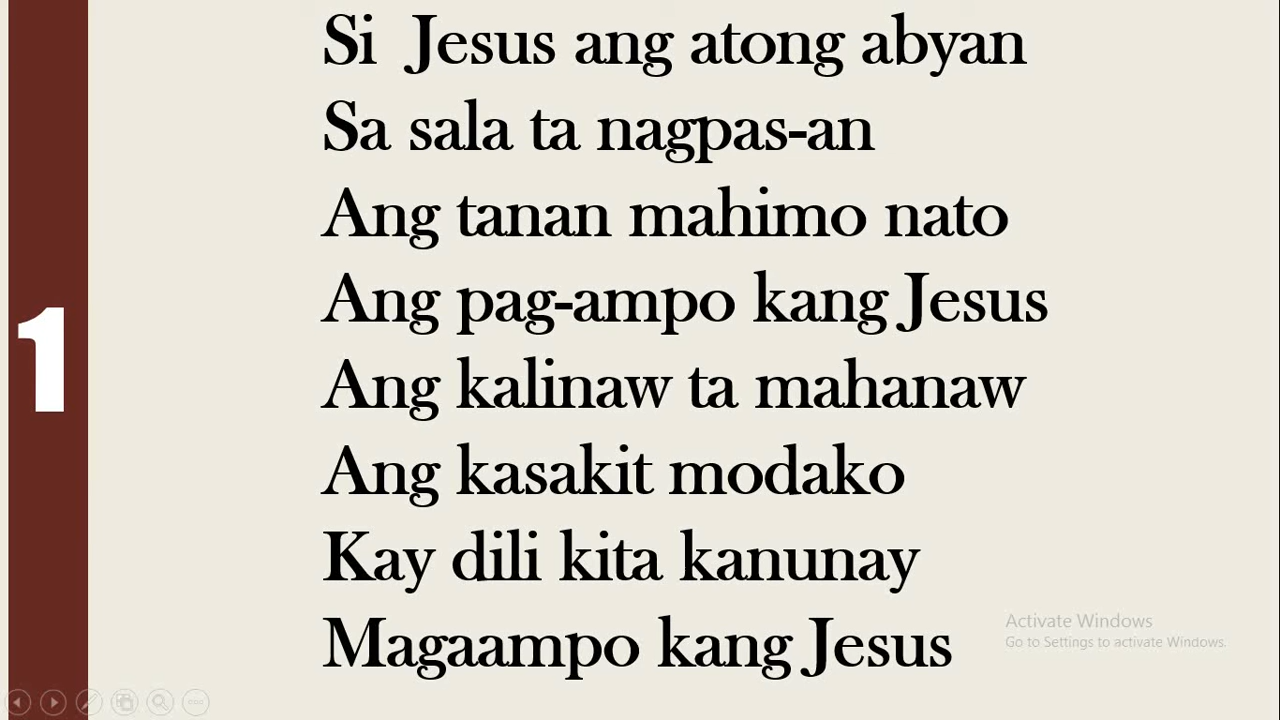 Si Jesus ang atong abyan
Sa sala ta nagpas-an
Ang tanan mahimo nato
Ang pag-ampo kang Jesus
Ang kalinaw ta mahanaw
Ang kasakit modako
Kay dili kita kanunay
Magaampo kang Jesus
1
Activate Windows
Go to Settings to activate Windows.